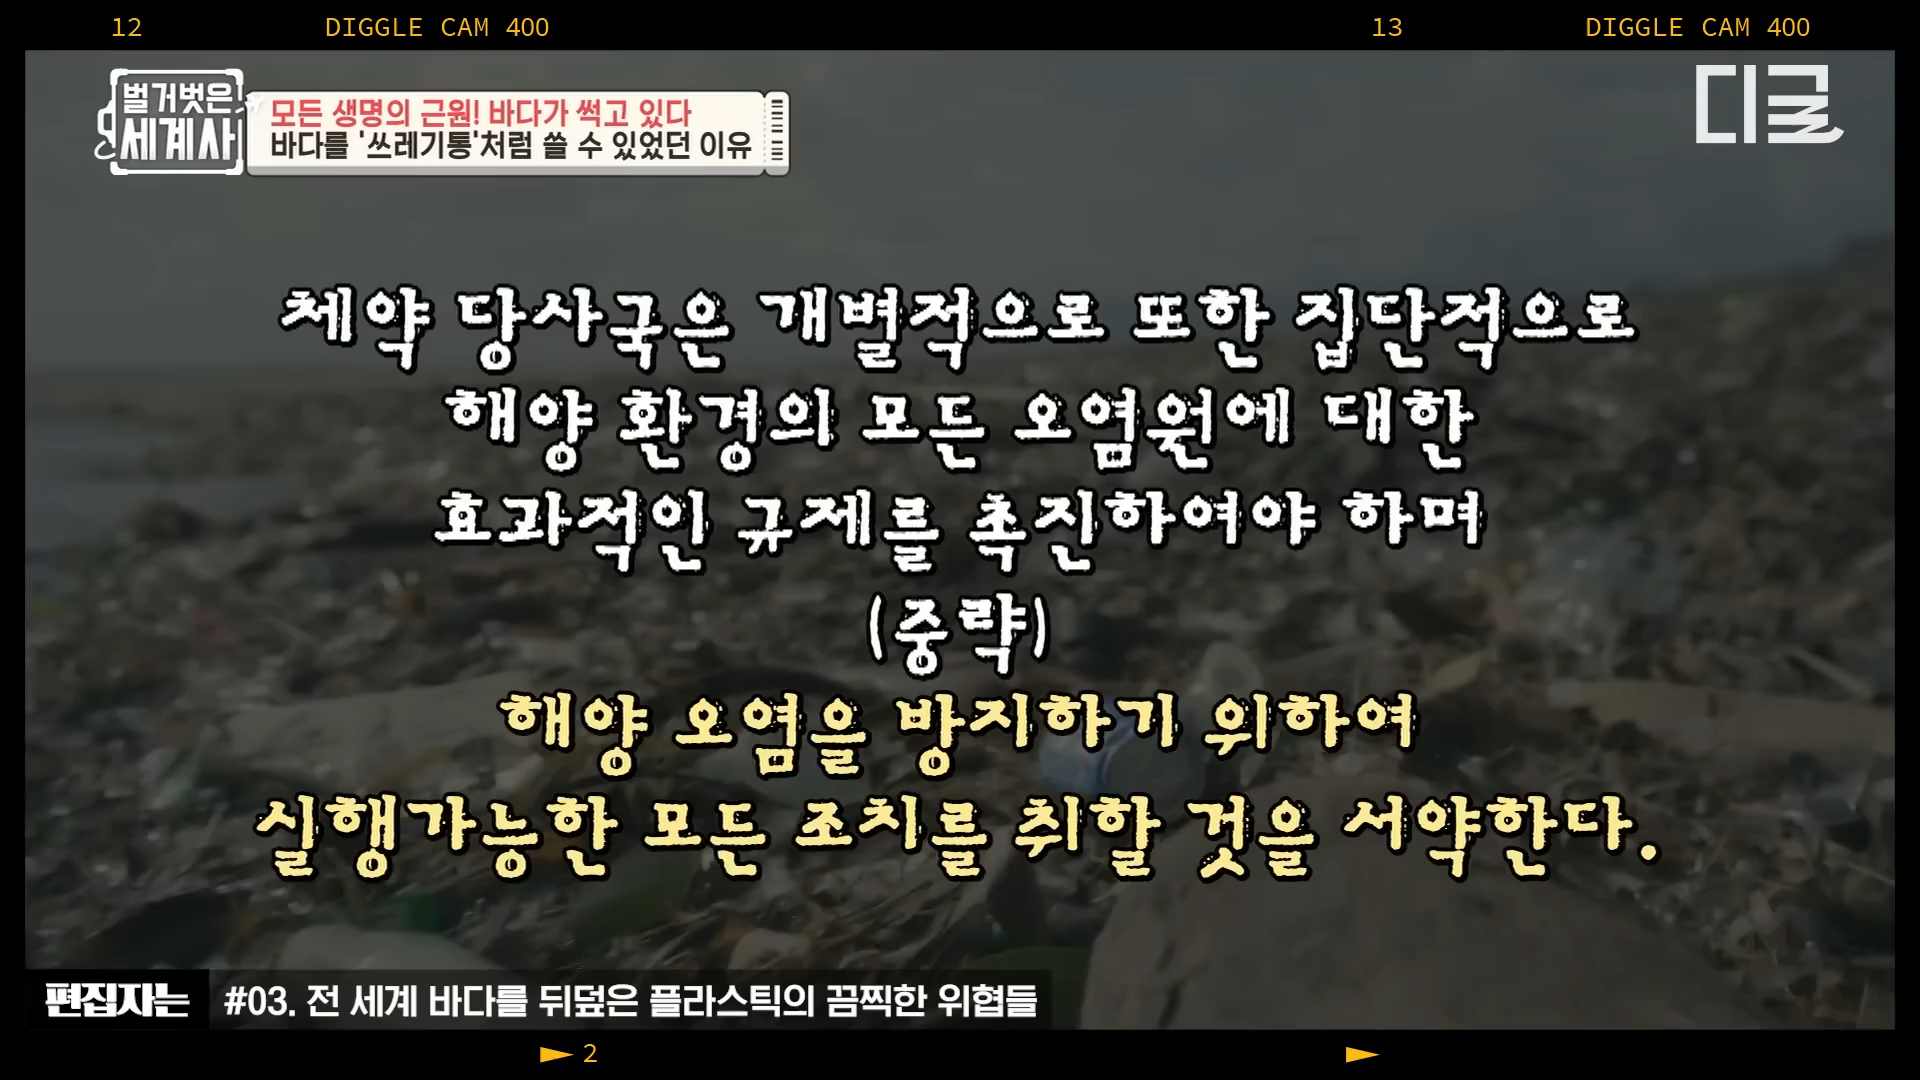 12 DIGGLE CAM 400 13 DIGGLE CAM 400
벌거벗은
세계사
모든 생명의 근원! 바다가 썩고 있다
바다를 '쓰레기통'처럼 쓸 수 있었던 이유
디글
체약 당사국은 개별적으로 또한 집단적으로
해양 환경의 모든 오염원에 대한
효과적인 규제를 촉진하여야 하며
(중략)
해양 오염을 방지하기 위하여
실행가능한 모든 조치를 취할 것을 서약한다.
편집자는 #03. 전 세계 바다를 뒤덮은 플라스틱의 끔찍한 위협들
2